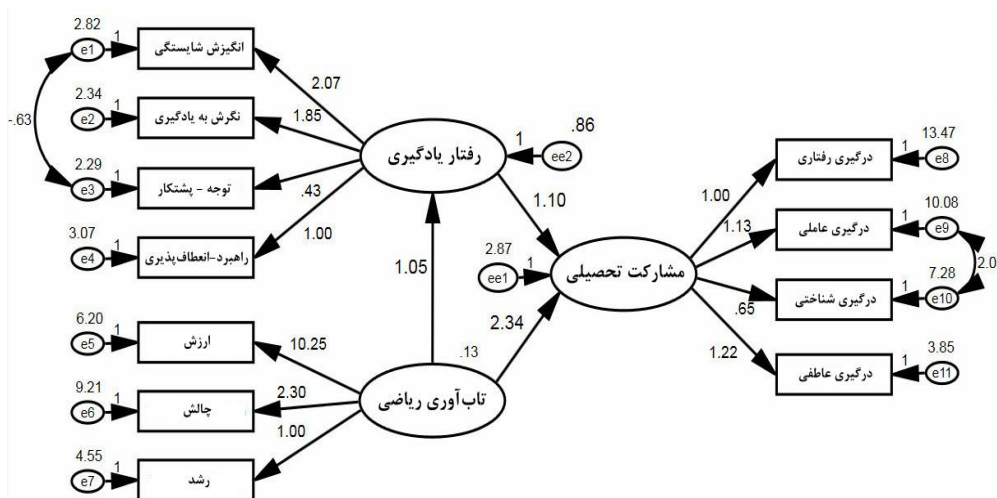 2.82
e1
1
انگیزش شایستگی
2.07
2.34
e2
1
نگرش به یادگیری
1.85
-.63
2.29
e3
1
توجه - پشتکار
.43
3.07
e4
1
راهبرد-انعطاف‌پذیری
1.00
رفتار یادگیری
1
.86
ee2
1.10
1.05
6.20
e5
1
ارزش
10.25
9.21
e6
1
چالش
2.30
4.55
e7
1
رشد
1.00
.13
تاب‌آوری ریاضی
2.34
2.87
ee1
1
مشارکت تحصیلی
1.00
درگیری رفتاری
1
13.47
e8
1.13
درگیری عاملی
1
10.08
e9
2.0
.65
درگیری شناختی
1
7.28
e10
1.22
درگیری عاطفی
1
3.85
e11